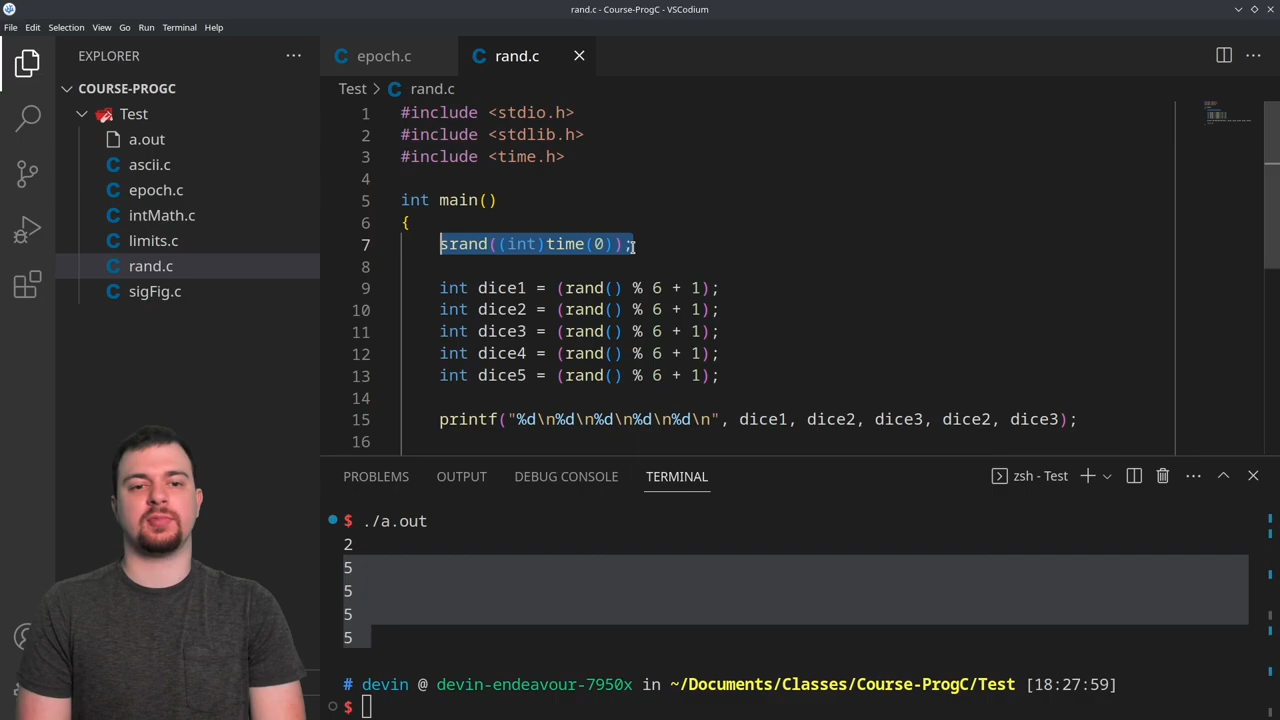 rand.c - Course-ProgC - VSCodium
File Edit Selection View Go Run Terminal Help
EXPLORER
COURSE-PROGC
Test
a.out
ascii.c
epoch.c
intMath.c
limits.c
rand.c
sigFig.c
epoch.c rand.c
Test > rand.c
1 #include <stdio.h>
2 #include <stdlib.h>
3 #include <time.h>
4
5 int main()
6 {
7 srand((int)time(0));
8
9 int dice1 = (rand() % 6 + 1);
10 int dice2 = (rand() % 6 + 1);
11 int dice3 = (rand() % 6 + 1);
12 int dice4 = (rand() % 6 + 1);
13 int dice5 = (rand() % 6 + 1);
14
15 printf("%d\n%d\n%d\n%d\n%d\n", dice1, dice2, dice3, dice2, dice3);
16
PROBLEMS OUTPUT DEBUG CONSOLE TERMINAL
zsh - Test
$ ./a.out
2
5
5
5
5
# devin @ devin-endeavour-7950x in ~/Documents/Classes/Course-ProgC/Test [18:27:59]
$